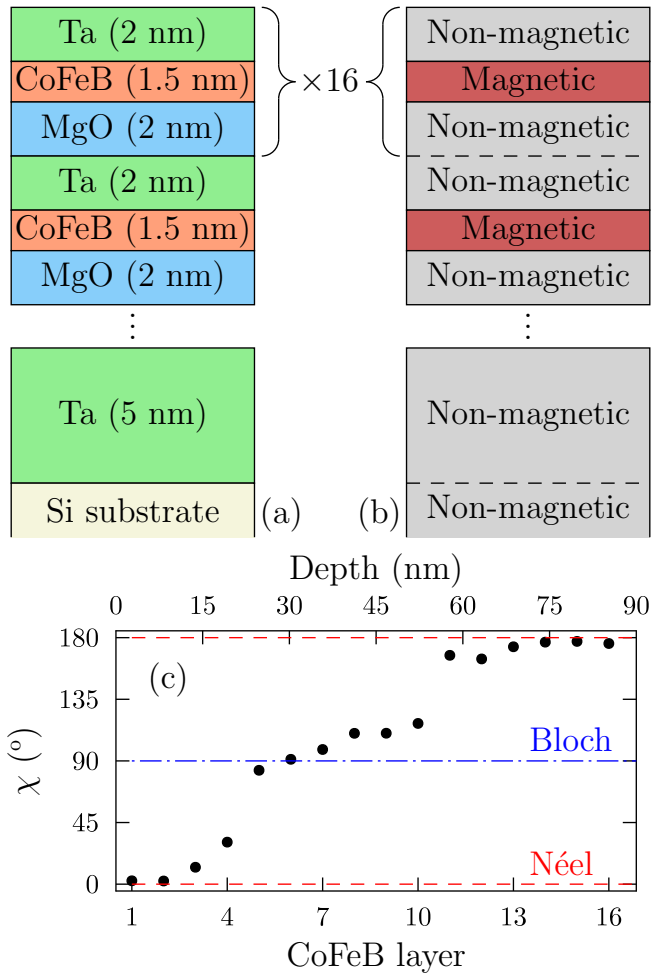 Ta (2 nm)
CoFeB (1.5 nm)
MgO (2 nm)
Ta (2 nm)
CoFeB (1.5 nm)
MgO (2 nm)
⋮
Ta (5 nm)
Si substrate
(a)
×16
Non-magnetic
Magnetic
Non-magnetic
Non-magnetic
Magnetic
Non-magnetic
⋮
Non-magnetic
Non-magnetic
(b)
Depth (nm)
0 15 30 45 60 75 90
(c)
χ (º)
180
135
90
45
0
Bloch
Néel
1 4 7 10 13 16
CoFeB layer